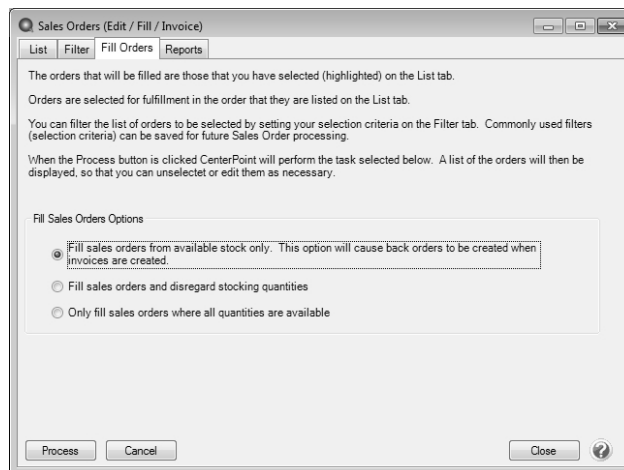 Sales Orders (Edit / Fill / Invoice)
List Filter Fill Orders Reports
The orders that will be filled are those that you have selected (highlighted) on the List tab.
Orders are selected for fulfillment in the order that they are listed on the List tab.
You can filter the list of orders to be selected by setting your selection criteria on the Filter tab. Commonly used filters
(selection criteria) can be saved for future Sales Order processing.
When the Process button is clicked CenterPoint will perform the task selected below. A list of the orders will then be
displayed, so that you can unselectet or edit them as necessary.
Fill Sales Orders Options
Fill sales orders from available stock only. This option will cause back orders to be created when
invoices are created.
Fill sales orders and disregard stocking quantities
Only fill sales orders where all quantities are available
Process Cancel Close ?